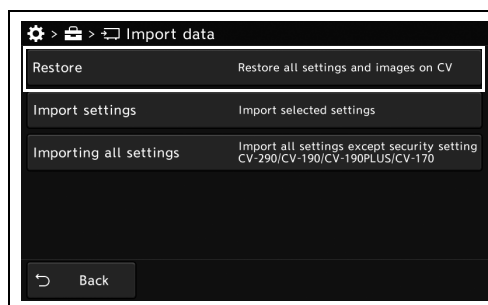 > > Import data
Restore
Restore all settings and images on CV
Import settings
Import selected settings
Importing all settings
Import all settings except security setting
CV-290/CV-190/CV-190PLUS/CV-170
Back